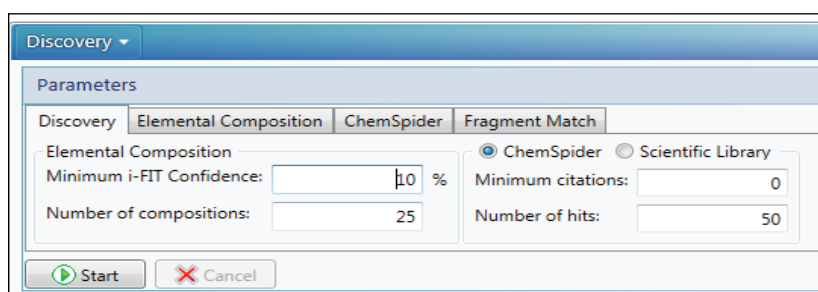 Discovery
Parameters
Discovery Elemental Composition ChemSpider Fragment Match
Elemental Composition ChemSpider Scientific Library
Minimum i-FIT Confidence: 10 % Minimum citations: 0
Number of compositions: 25 Number of hits: 50
Start Cancel